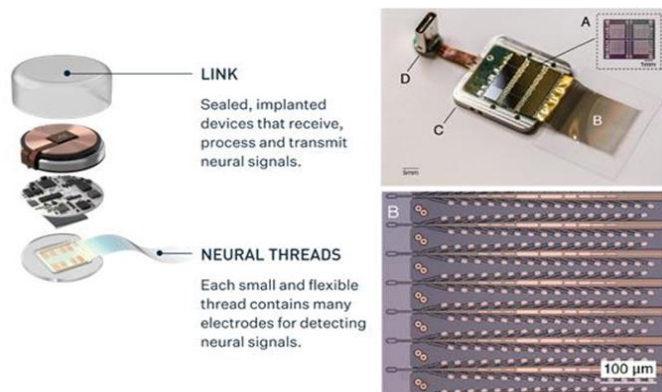 LINK
Sealed, implanted
devices that receive,
process and transmit
neural signals.
NEURAL THREADS
Each small and flexible
thread contains many
electrodes for detecting
neural signals.
A
D
C
B
5mm
B
100 µm